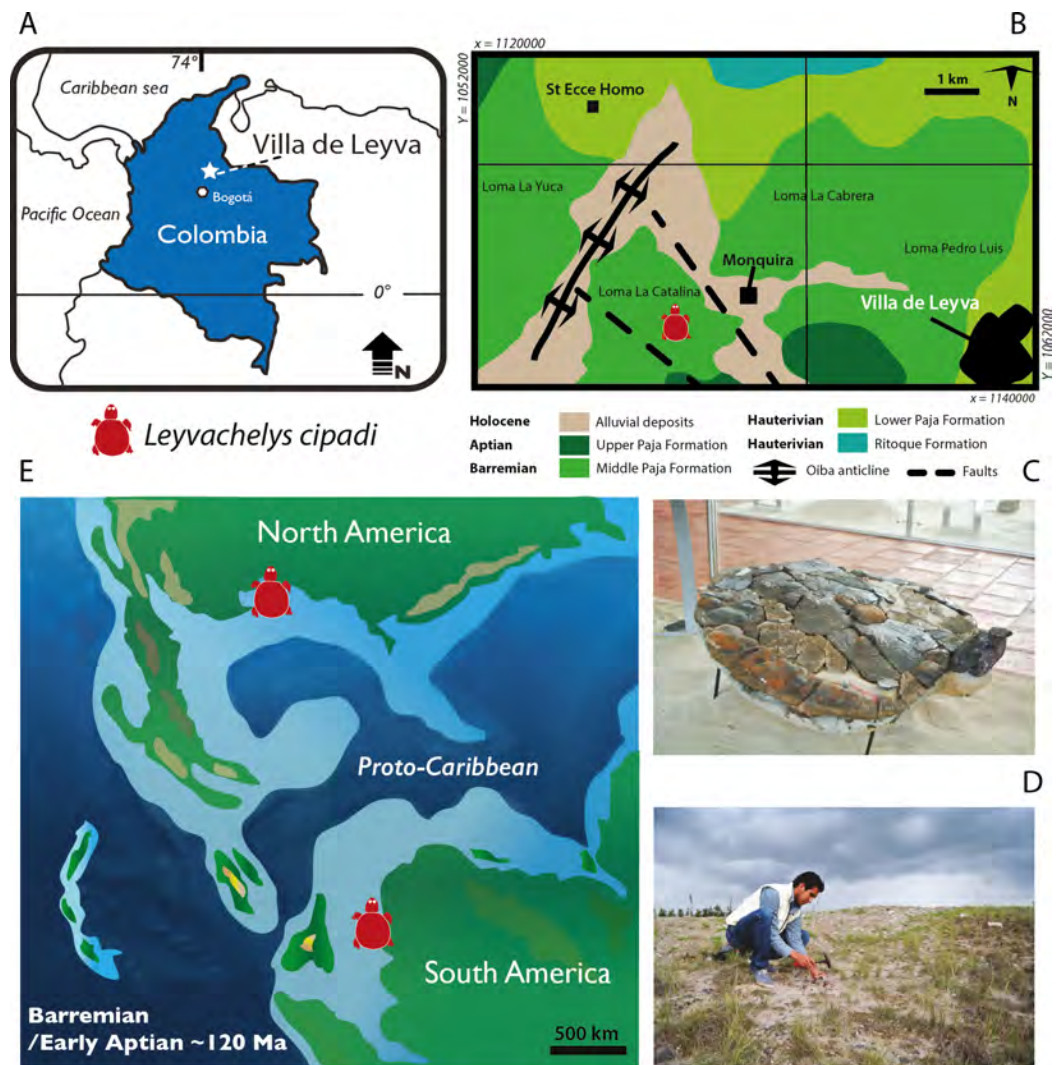 A
74°
Caribbean sea
Villa de Leyva
Bogotá
Pacific Ocean
Colombia
0°
N
Leyvachelys cipadi
B
x = 1120000
Y = 1052000
St Ecce Homo
1 km
N
Loma La Yuca
Loma La Cabrera
Loma Pedro Luis
Monquira
Loma La Catalina
Villa de Leyva
Y = 1062000
x = 1140000
Holocene Alluvial deposits Hauterivian Lower Paja Formation
Aptian Upper Paja Formation Hauterivian Ritoque Formation
Barremian Middle Paja Formation Oiba anticline Faults
E
North America
Proto-Caribbean
South America
Barremian
/Early Aptian ~120 Ma
500 km
C
D